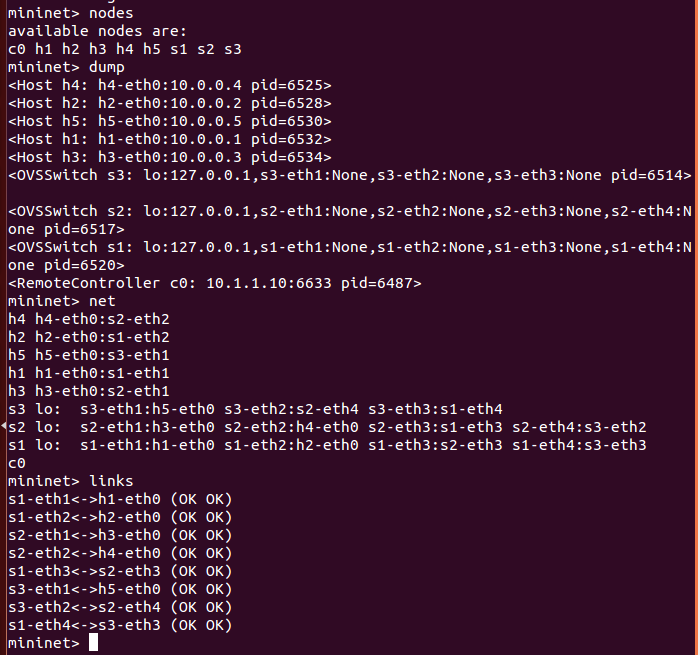 mininet> nodes
available nodes are:
c0 h1 h2 h3 h4 h5 s1 s2 s3
mininet> dump
<Host h4: h4-eth0:10.0.0.4 pid=6525>
<Host h2: h2-eth0:10.0.0.2 pid=6528>
<Host h5: h5-eth0:10.0.0.5 pid=6530>
<Host h1: h1-eth0:10.0.0.1 pid=6532>
<Host h3: h3-eth0:10.0.0.3 pid=6534>
<OVSSwitch s3: lo:127.0.0.1,s3-eth1:None,s3-eth2:None,s3-eth3:None pid=6514>
<OVSSwitch s2: lo:127.0.0.1,s2-eth1:None,s2-eth2:None,s2-eth3:None,s2-eth4:N
one pid=6517>
<OVSSwitch s1: lo:127.0.0.1,s1-eth1:None,s1-eth2:None,s1-eth3:None,s1-eth4:N
one pid=6520>
<RemoteController c0: 10.1.1.10:6633 pid=6487>
mininet> net
h4 h4-eth0:s2-eth2
h2 h2-eth0:s1-eth2
h5 h5-eth0:s3-eth1
h1 h1-eth0:s1-eth1
h3 h3-eth0:s2-eth1
s3 lo:  s3-eth1:h5-eth0 s3-eth2:s2-eth4 s3-eth3:s1-eth4
s2 lo:  s2-eth1:h3-eth0 s2-eth2:h4-eth0 s2-eth3:s1-eth3 s2-eth4:s3-eth2
s1 lo:  s1-eth1:h1-eth0 s1-eth2:h2-eth0 s1-eth3:s2-eth3 s1-eth4:s3-eth3
c0
mininet> links
s1-eth1<->h1-eth0 (OK OK)
s1-eth2<->h2-eth0 (OK OK)
s2-eth1<->h3-eth0 (OK OK)
s2-eth2<->h4-eth0 (OK OK)
s1-eth3<->s2-eth3 (OK OK)
s3-eth1<->h5-eth0 (OK OK)
s3-eth2<->s2-eth4 (OK OK)
s1-eth4<->s3-eth3 (OK OK)
mininet>